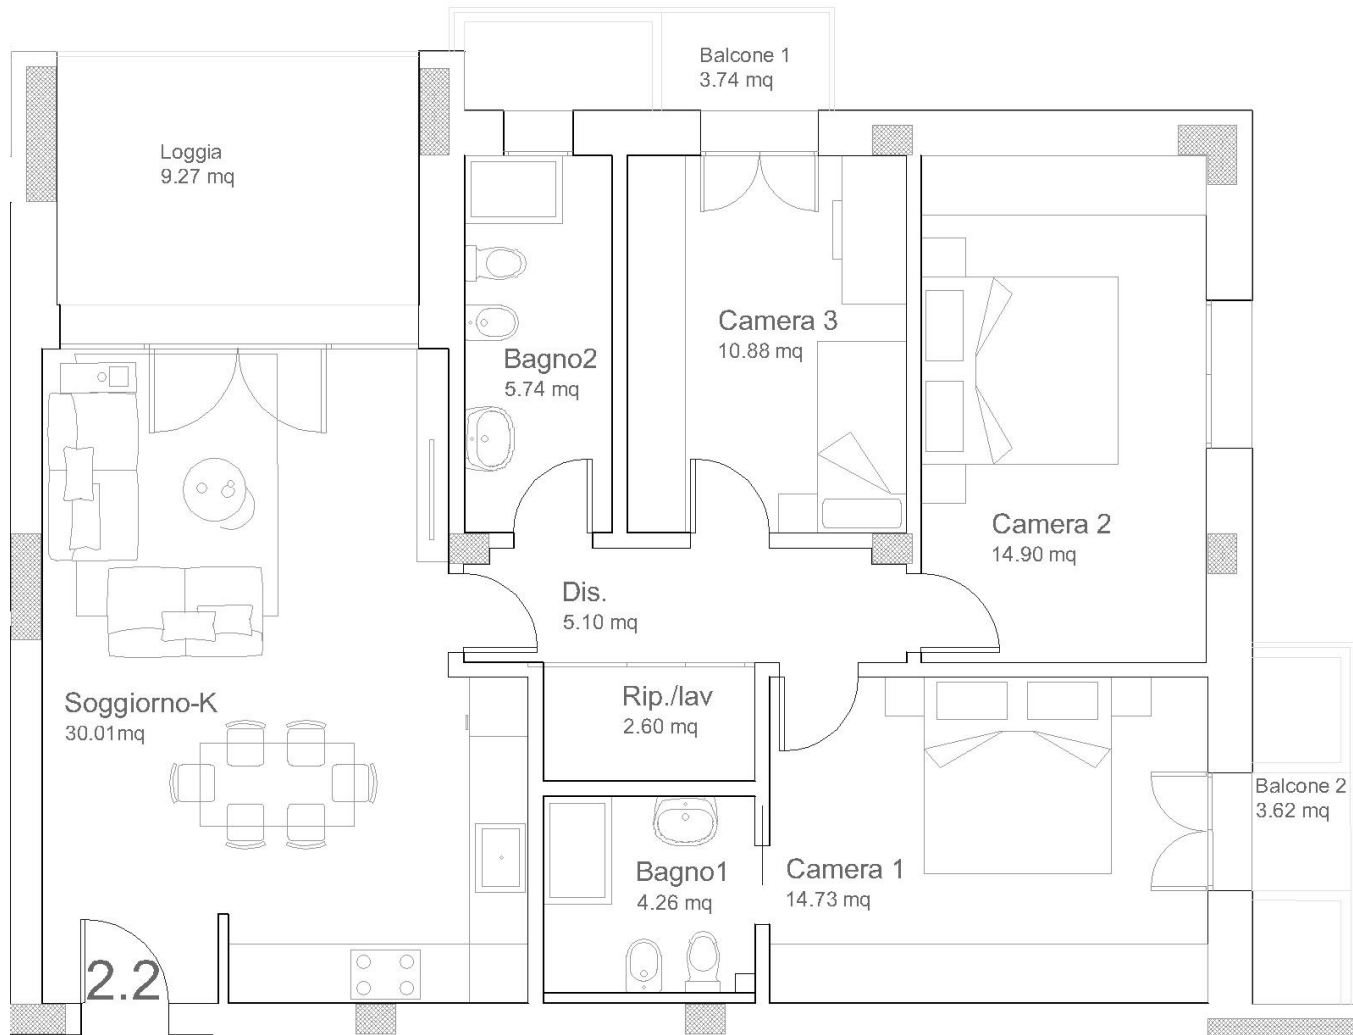 Balcone 1
3.74 mq
Loggia
9.27 mq
Camera 3
10.88 mq
Bagno2
5.74 mq
Camera 2
14.90 mq
Dis.
5.10 mq
Soggiorno-K
30.01mq
Rip./lav
2.60 mq
Balcone 2
3.62 mq
Bagno1
4.26 mq
Camera 1
14.73 mq
2.2